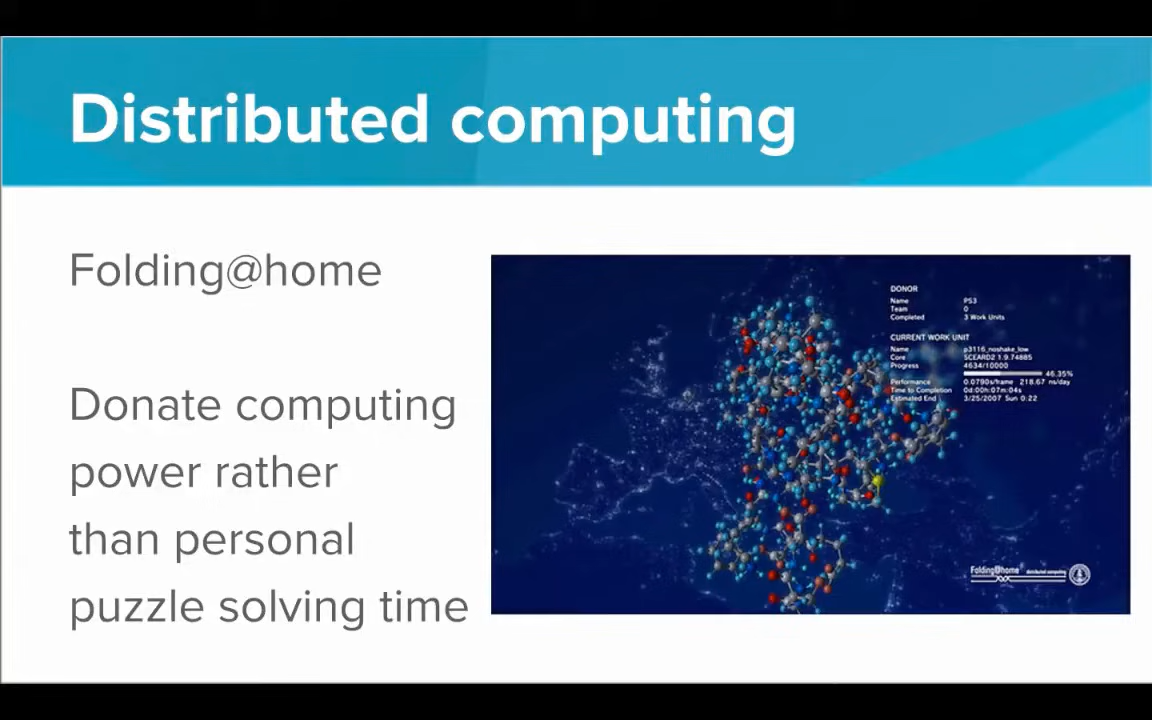 Distributed computing
Folding@home
Donate computing
power rather
than personal
puzzle solving time
DONOR
Name PS3
Team 0
Completed 3 Work Units
CURRENT WORK UNIT
Name p3116_noshake_low
Core SCEARD2 1.9.74885
Progress 4634/10000
46.35%
Performance 0.0790s/frame 218.67 ns/day
Time to Completion 0d:00h:07m:04s
Estimated End 3/25/2007 Sun 0:22
Folding@home distributed computing